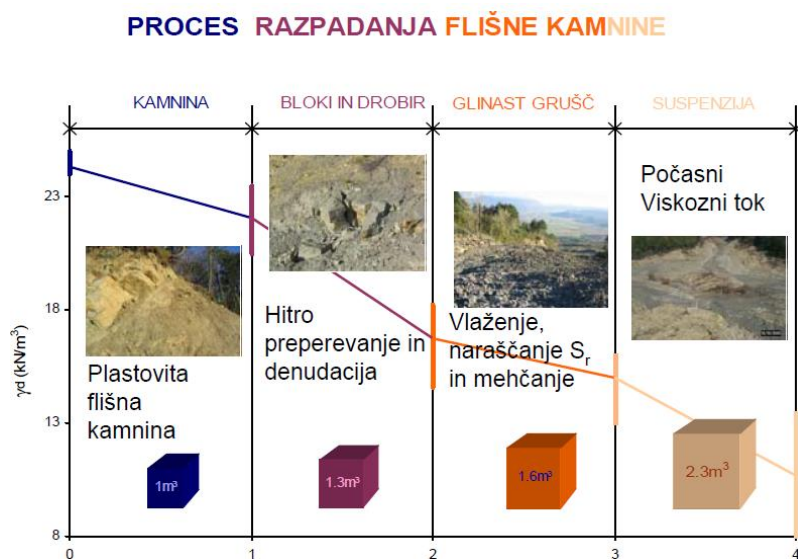 PROCES RAZPADANJA FLIŠNE KAMNINE
KAMNINA
BLOKI IN DROBIR
GLINAST GRUŠČ
SUSPENZIJA
23
18
13
8
γd (kN/m³)
Plastovita
flišna
kamnina
Hitro
preperevanje in
denudacija
Vlaženje,
naraščanje Sr
in mehčanje
Počasni
Viskozni tok
1m³
1.3m³
1.6m³
2.3m³
0
1
2
3
4